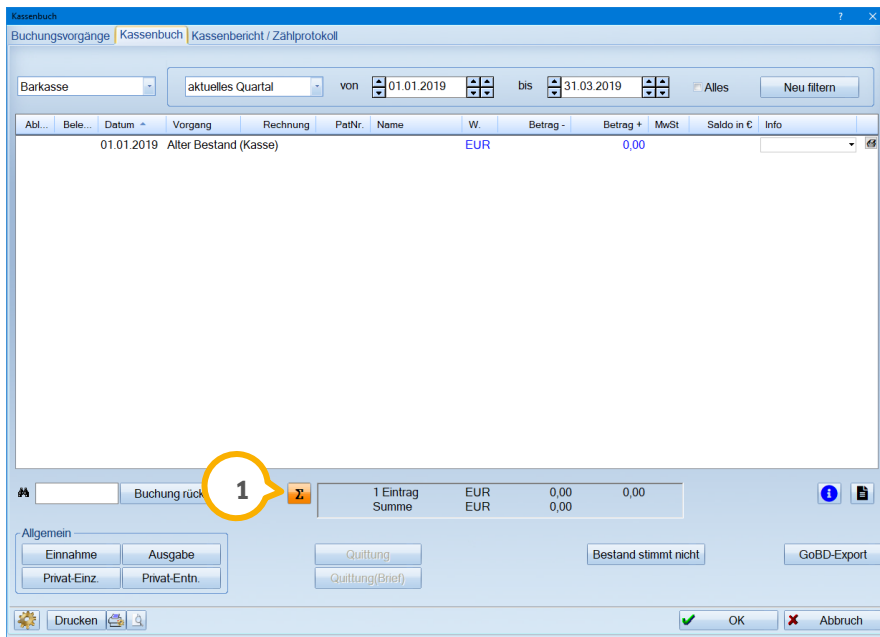 Kassenbuch
Buchungsvorgänge Kassenbuch Kassenbericht / Zählprotokoll
Barkasse aktuelles Quartal von 01.01.2019 bis 31.03.2019 Alles Neu filtern
Abl... Bele... Datum Vorgang Rechnung PatNr. Name W. Betrag - Betrag + MwSt Saldo in € Info
01.01.2019 Alter Bestand (Kasse) EUR 0,00
Buchung rück 1 Σ 1 Eintrag EUR 0,00 0,00
Summe EUR 0,00
Allgemein
Einnahme Ausgabe Quittung Bestand stimmt nicht GoBD-Export
Privat-Einz. Privat-Entn. Quittung(Brief)
Drucken OK Abbruch